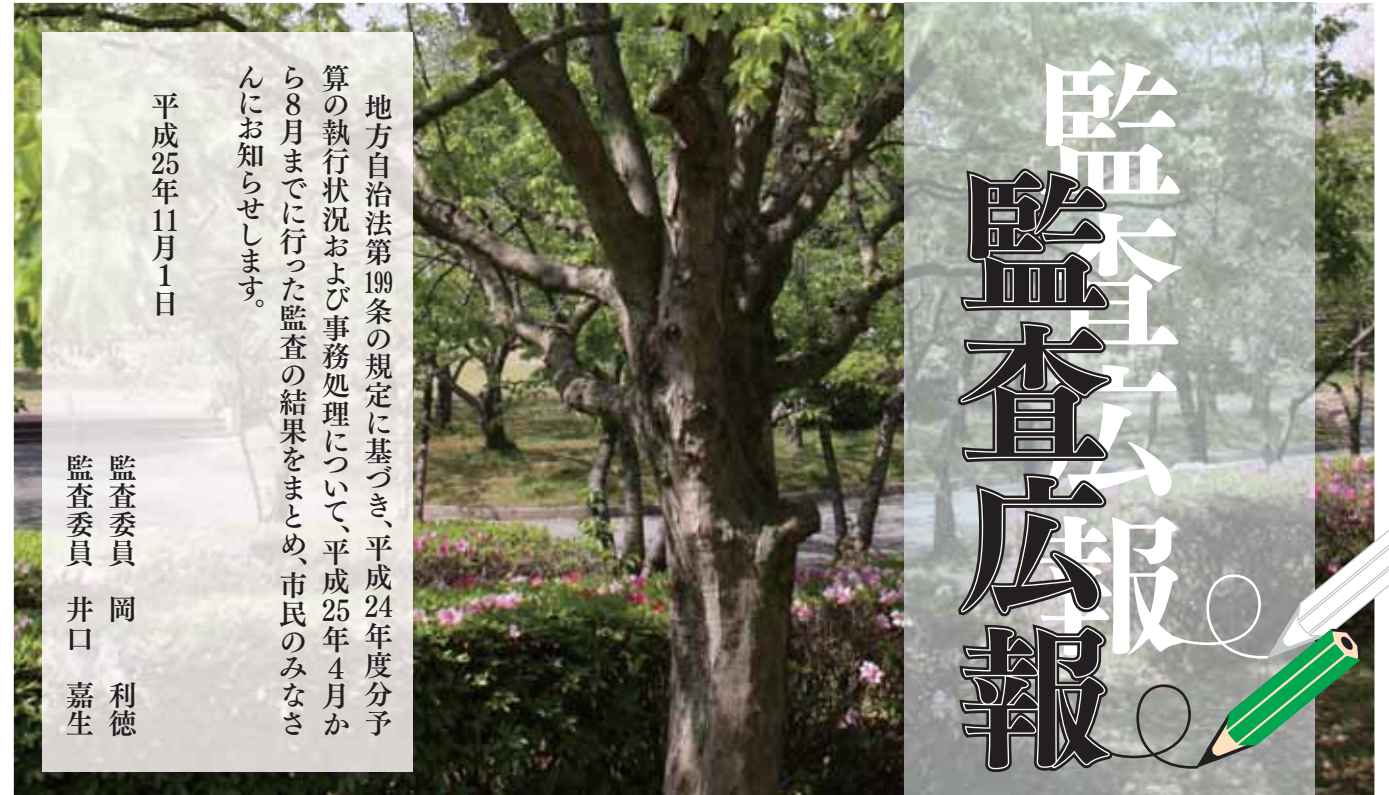 監査広報
監査広報
地方自治法第199条の規定に基づき、平成24年度分予
算の執行状況および事務処理について、平成25年4月か
ら8月までに行った監査の結果をまとめ、市民のみなさ
んにお知らせします。
平成25年11月1日
監査委員 岡 利徳
監査委員 井口 嘉生